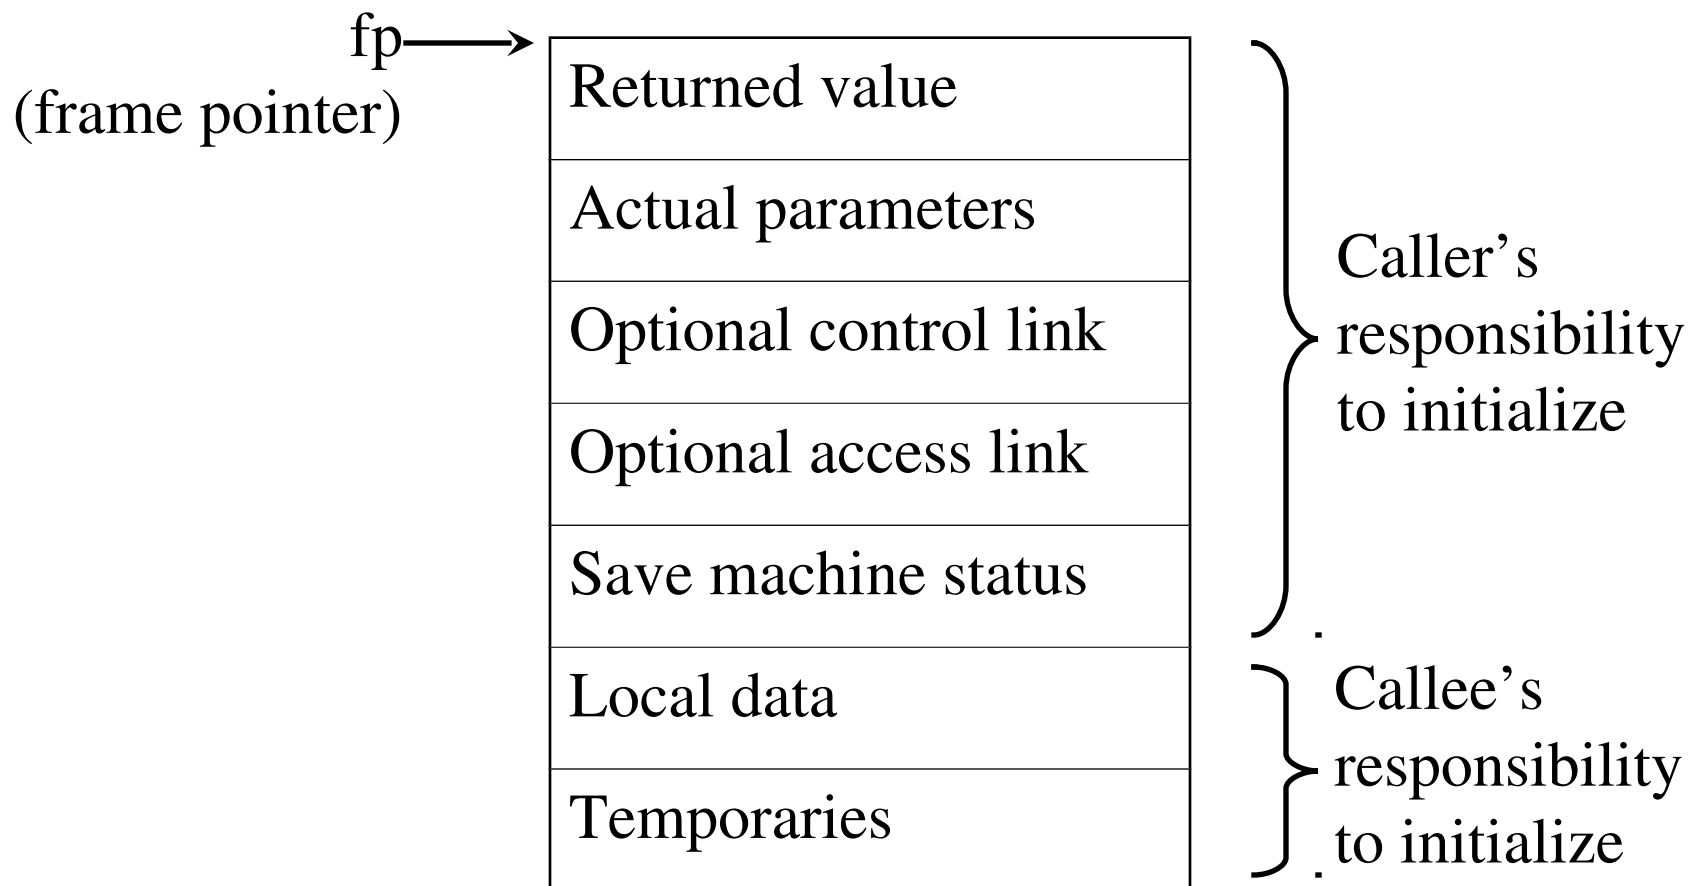 fp
(frame pointer)
Returned value
Actual parameters
Optional control link
Optional access link
Save machine status
Local data
Temporaries
Caller’s
responsibility
to initialize
Callee’s
responsibility
to initialize